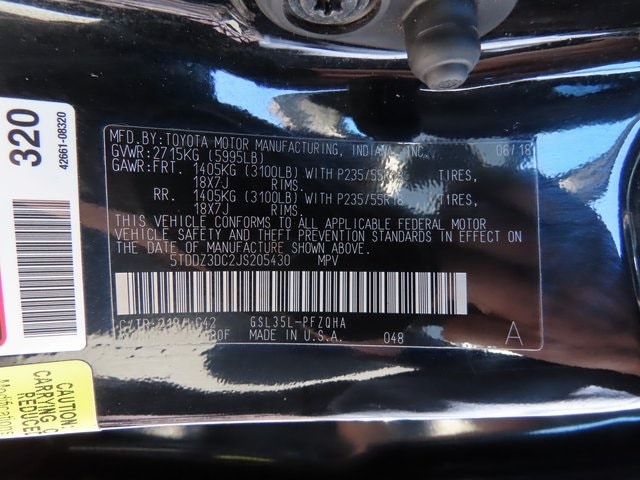 MFD. BY: TOYOTA MOTOR MANUFACTURING, INDIANA, INC. 06/18
GVWR: 2715KG (5995LB)
GAWR: FRT. 1405KG (3100LB) WITH P235/55R18 TIRES,
18X7J RIMS.
RR. 1405KG (3100LB) WITH P235/55R18 TIRES,
18X7J RIMS.
THIS VEHICLE CONFORMS TO ALL APPLICABLE FEDERAL MOTOR
VEHICLE SAFETY AND THEFT PREVENTION STANDARDS IN EFFECT ON
THE DATE OF MANUFACTURE SHOWN ABOVE.
5TDDZ3DC2JS205430 MPV
GSL35L-PFZQHA
MADE IN U.S.A. 048 A
320
42661-08320
CAUTION:
CARRYING
REDUCE